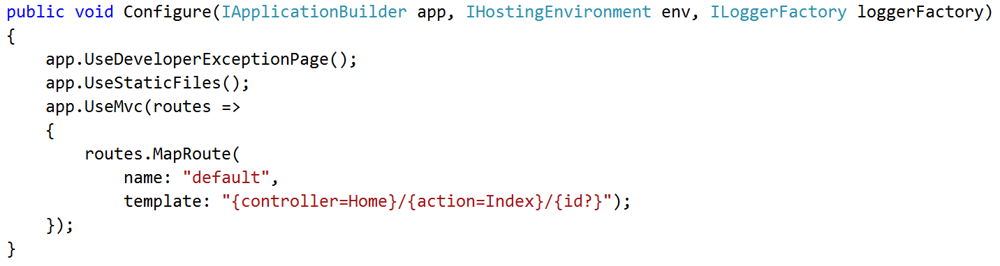 public void Configure(IApplicationBuilder app, IHostingEnvironment env, ILoggerFactory loggerFactory)
{
    app.UseDeveloperExceptionPage();
    app.UseStaticFiles();
    app.UseMvc(routes =>
    {
        routes.MapRoute(
            name: "default",
            template: "{controller=Home}/{action=Index}/{id?}");
    });
}